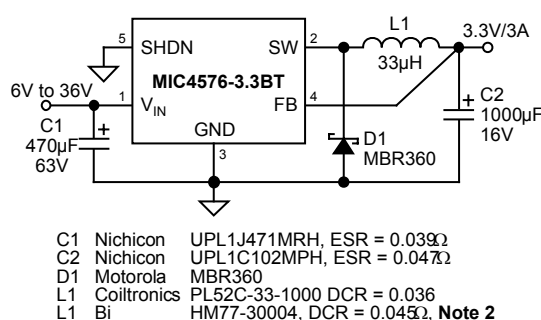 L1
3.3V/3A
5
SHDN
SW
2
33µH
MIC4576-3.3BT
6V to 36V
1
VIN
FB
4
C2
1000µF
16V
C1
470µF
63V
GND
3
D1
MBR360
+
+
C1 Nichicon UPL1J471MRH, ESR = 0.039Ω
C2 Nichicon UPL1C102MPH, ESR = 0.047Ω
D1 Motorola MBR360
L1 Coiltronics PL52C-33-1000 DCR = 0.036
L1 Bi HM77-30004, DCR = 0.045Ω, Note 2